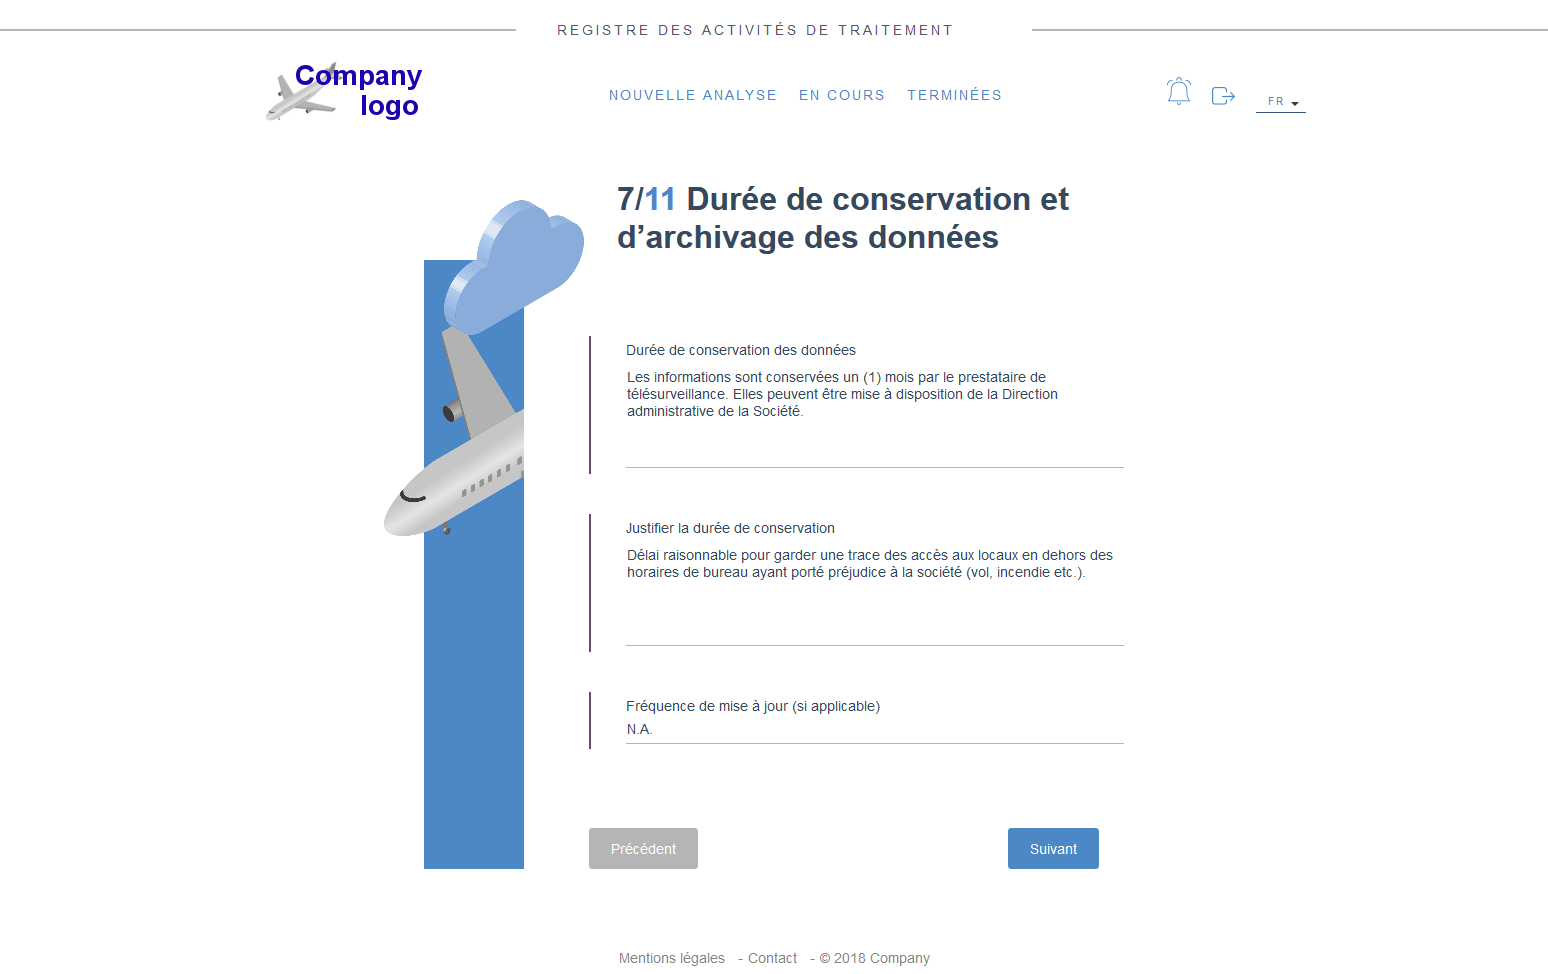 REGISTRE DES ACTIVITÉS DE TRAITEMENT
Company
logo
NOUVELLE ANALYSE EN COURS TERMINÉES
FR
7/11 Durée de conservation et
d’archivage des données
Durée de conservation des données
Les informations sont conservées un (1) mois par le prestataire de
télésurveillance. Elles peuvent être mise à disposition de la Direction
administrative de la Société.
Justifier la durée de conservation
Délai raisonnable pour garder une trace des accès aux locaux en dehors des
horaires de bureau ayant porté préjudice à la société (vol, incendie etc.).
Fréquence de mise à jour (si applicable)
N.A.
Précédent Suivant
Mentions légales - Contact - © 2018 Company